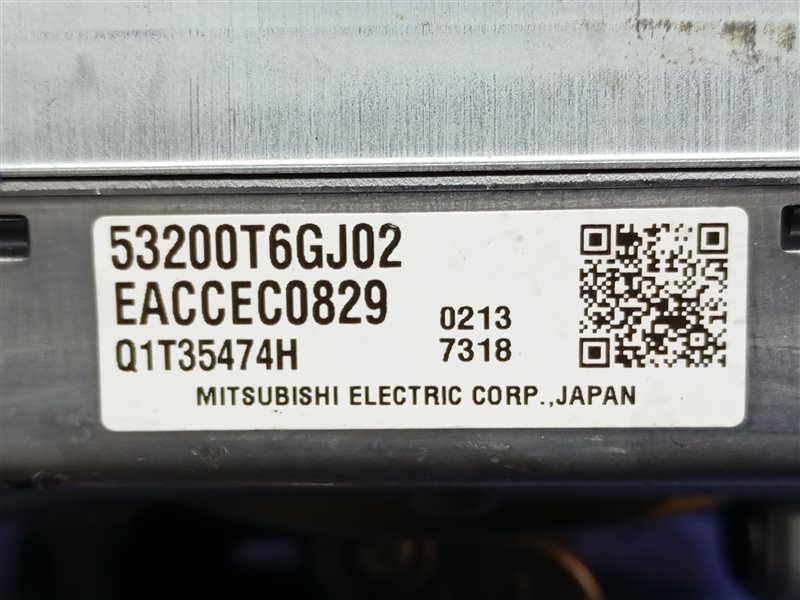 53200T6GJ02
EACCEC0829
0213
Q1T35474H
7318
MITSUBISHI ELECTRIC CORP.,JAPAN